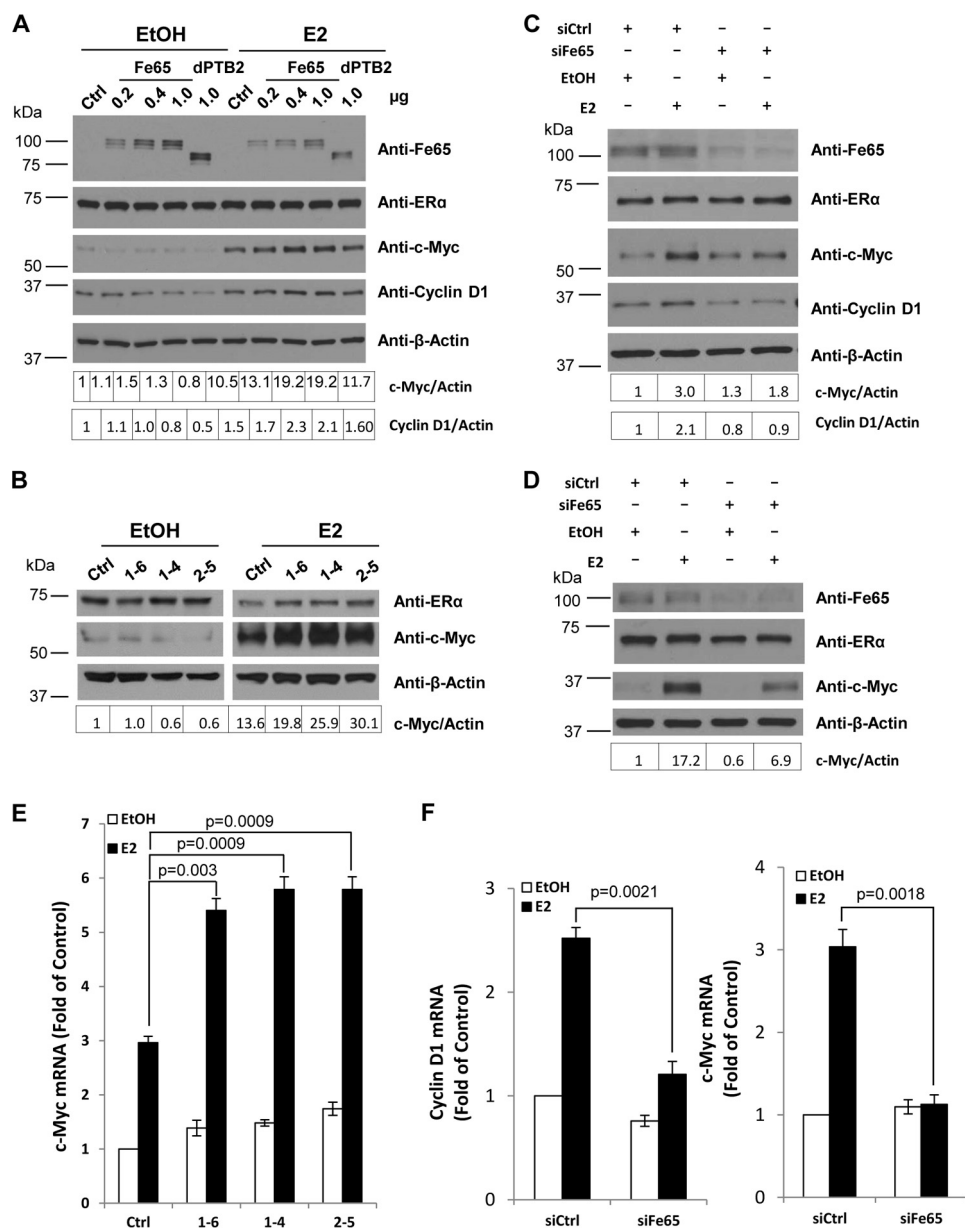 A
EtOH E2
Fe65 dPTB2 Fe65 dPTB2
Ctrl 0.2 0.4 1.0 1.0 Ctrl 0.2 0.4 1.0 1.0 µg
kDa
100
75
Anti-Fe65
75
Anti-ERα
Anti-c-Myc
50
37
Anti-Cyclin D1
Anti-β-Actin
37
1 1.1 1.5 1.3 0.8 10.5 13.1 19.2 19.2 11.7 c-Myc/Actin
1 1.1 1.0 0.8 0.5 1.5 1.7 2.3 2.1 1.60 Cyclin D1/Actin
B
EtOH E2
kDa Ctrl 1-6 1-4 2-5 Ctrl 1-6 1-4 2-5
75
Anti-ERα
Anti-c-Myc
50
Anti-β-Actin
37
1 1.0 0.6 0.6 13.6 19.8 25.9 30.1 c-Myc/Actin
C
siCtrl + + – –
siFe65 – – + +
EtOH + – + –
E2 – + – +
kDa
100
Anti-Fe65
75
Anti-ERα
Anti-c-Myc
50
37
Anti-Cyclin D1
Anti-β-Actin
37
1 3.0 1.3 1.8 c-Myc/Actin
1 2.1 0.8 0.9 Cyclin D1/Actin
D
siCtrl + + – –
siFe65 – – + +
EtOH + – + –
E2 – + – +
kDa
100
Anti-Fe65
75
Anti-ERα
37
Anti-c-Myc
Anti-β-Actin
37
1 17.2 0.6 6.9 c-Myc/Actin
E
c-Myc mRNA (Fold of Control)
7
6
5
4
3
2
1
0
EtOH
E2
p=0.0009
p=0.0009
p=0.003
Ctrl 1-6 1-4 2-5
F
Cyclin D1 mRNA
(Fold of Control)
3
2
1
0
EtOH
E2
p=0.0021
siCtrl siFe65
c-Myc mRNA
(Fold of Control)
4
3
2
1
0
EtOH
E2
p=0.0018
siCtrl siFe65